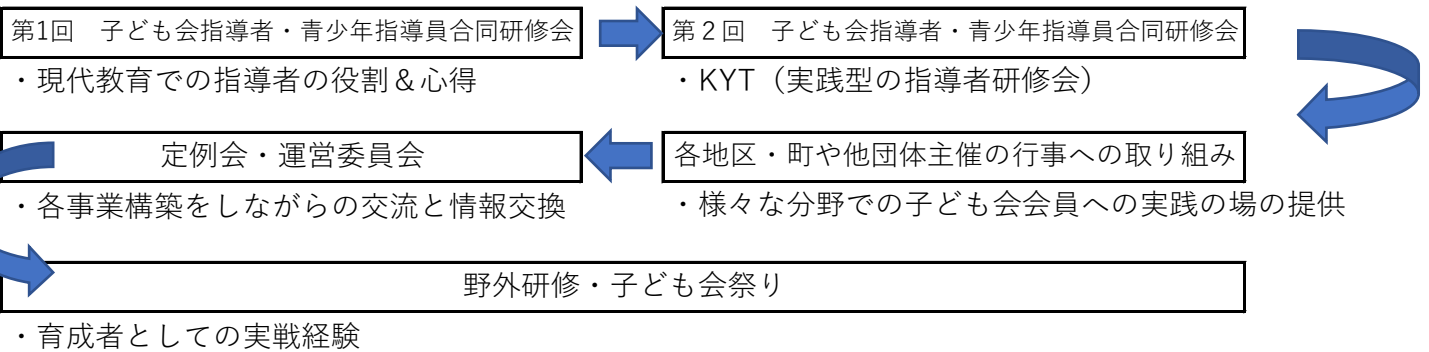 第1回　子ども会指導者・青少年指導員合同研修会
第２回　子ども会指導者・青少年指導員合同研修会
・現代教育での指導者の役割＆心得
・KYT（実践型の指導者研修会）
各地区・町や他団体主催の行事への取り組み
・様々な分野での子ども会会員への実践の場の提供
定例会・運営委員会
・各事業構築をしながらの交流と情報交換
野外研修・子ども会祭り
・育成者としての実戦経験